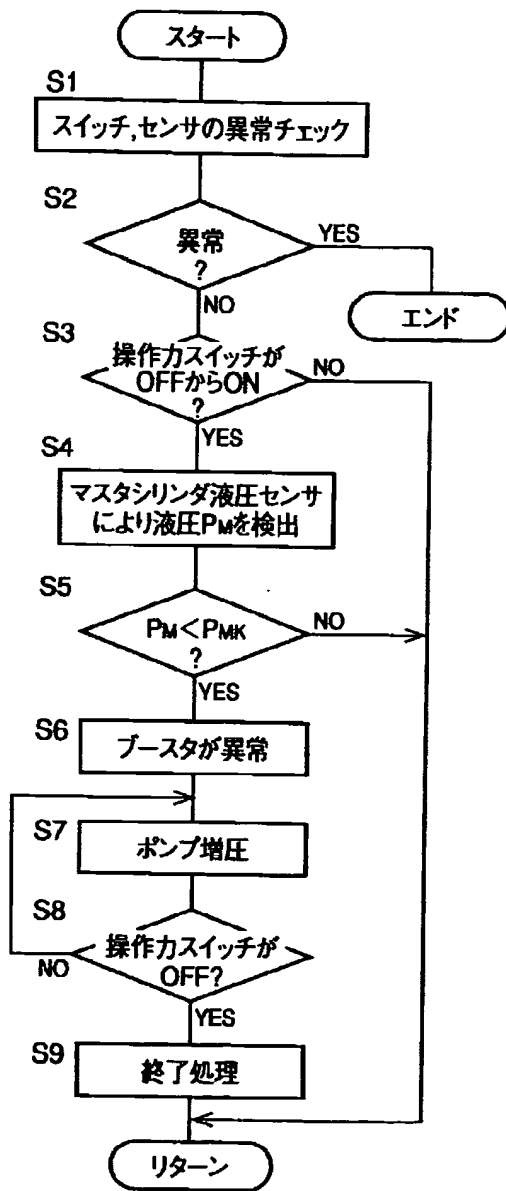 スタート
S1
スイッチ,センサの異常チェック
S2
異常
?
YES
NO
エンド
S3
操作力スイッチが
OFFからON
?
NO
YES
S4
マスタシリンダ液圧センサ
により液圧PMを検出
S5
PM<PMK
?
NO
YES
S6
ブースタが異常
S7
ポンプ増圧
S8
操作力スイッチが
OFF?
NO
YES
S9
終了処理
リターン